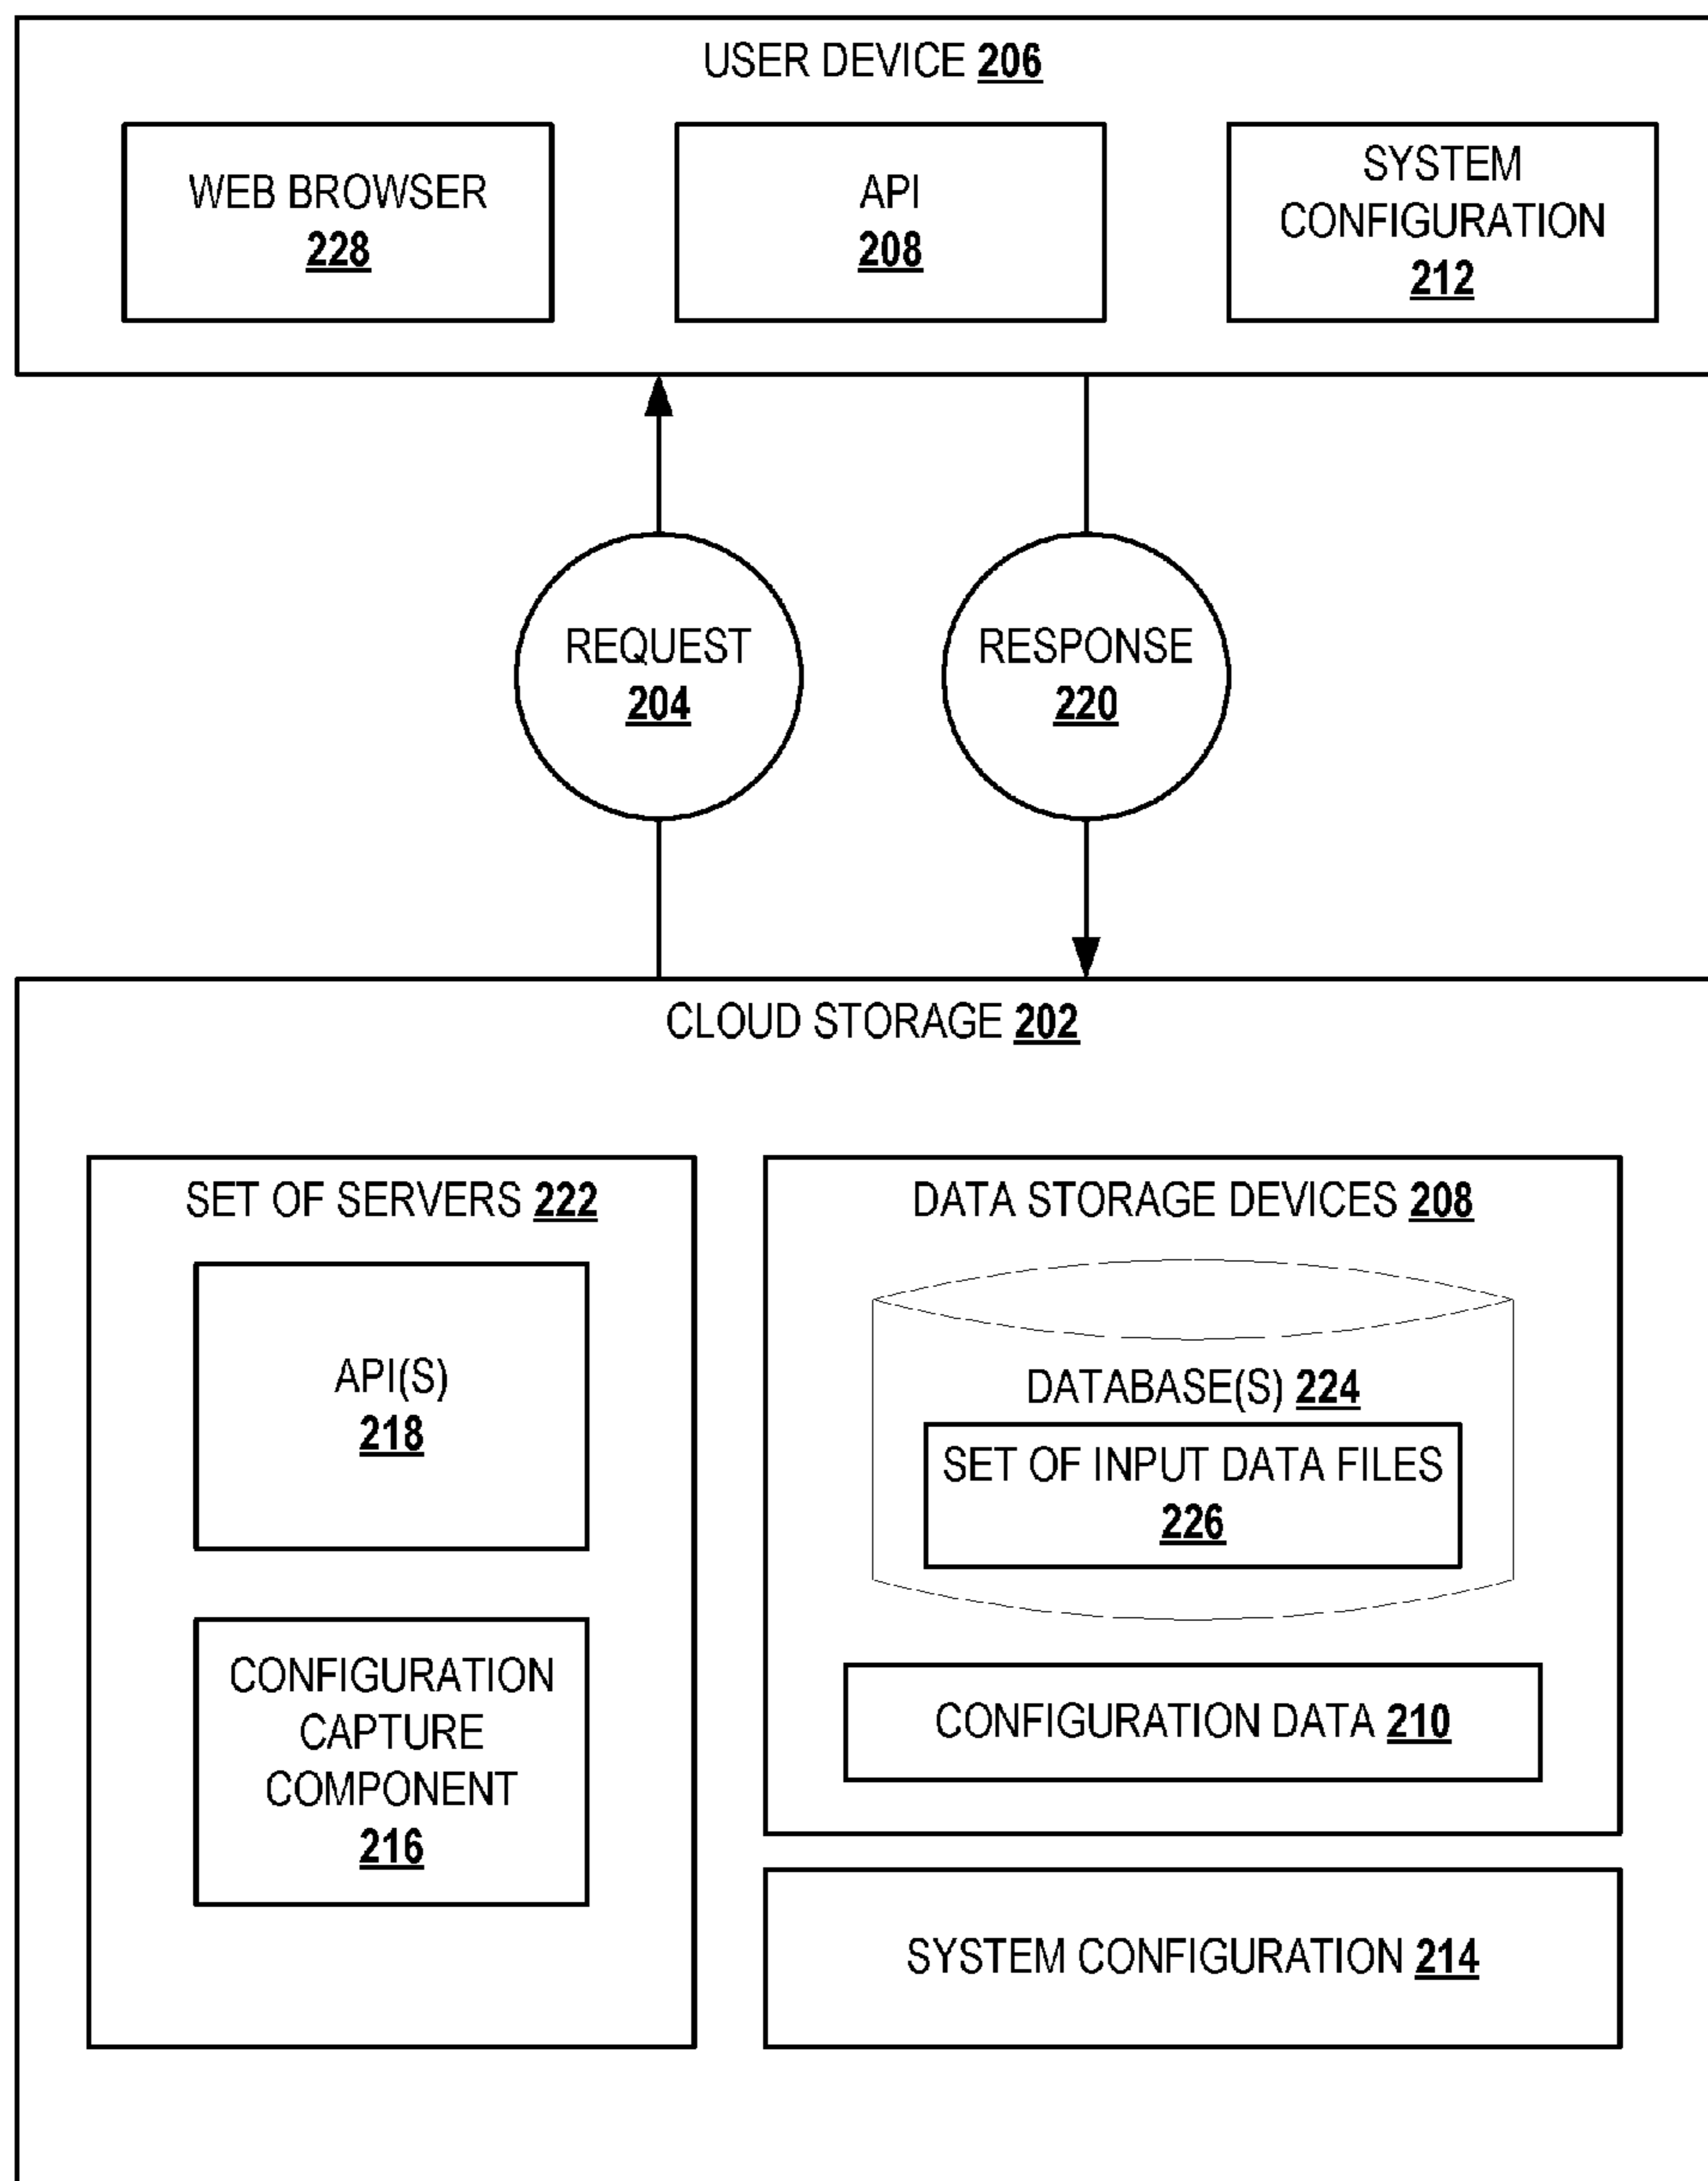 USER DEVICE 206
WEB BROWSER
228
API
208
SYSTEM
CONFIGURATION
212
REQUEST
204
RESPONSE
220
CLOUD STORAGE 202
SET OF SERVERS 222
API(S)
218
CONFIGURATION
CAPTURE
COMPONENT
216
DATA STORAGE DEVICES 208
DATABASE(S) 224
SET OF INPUT DATA FILES
226
CONFIGURATION DATA 210
SYSTEM CONFIGURATION 214